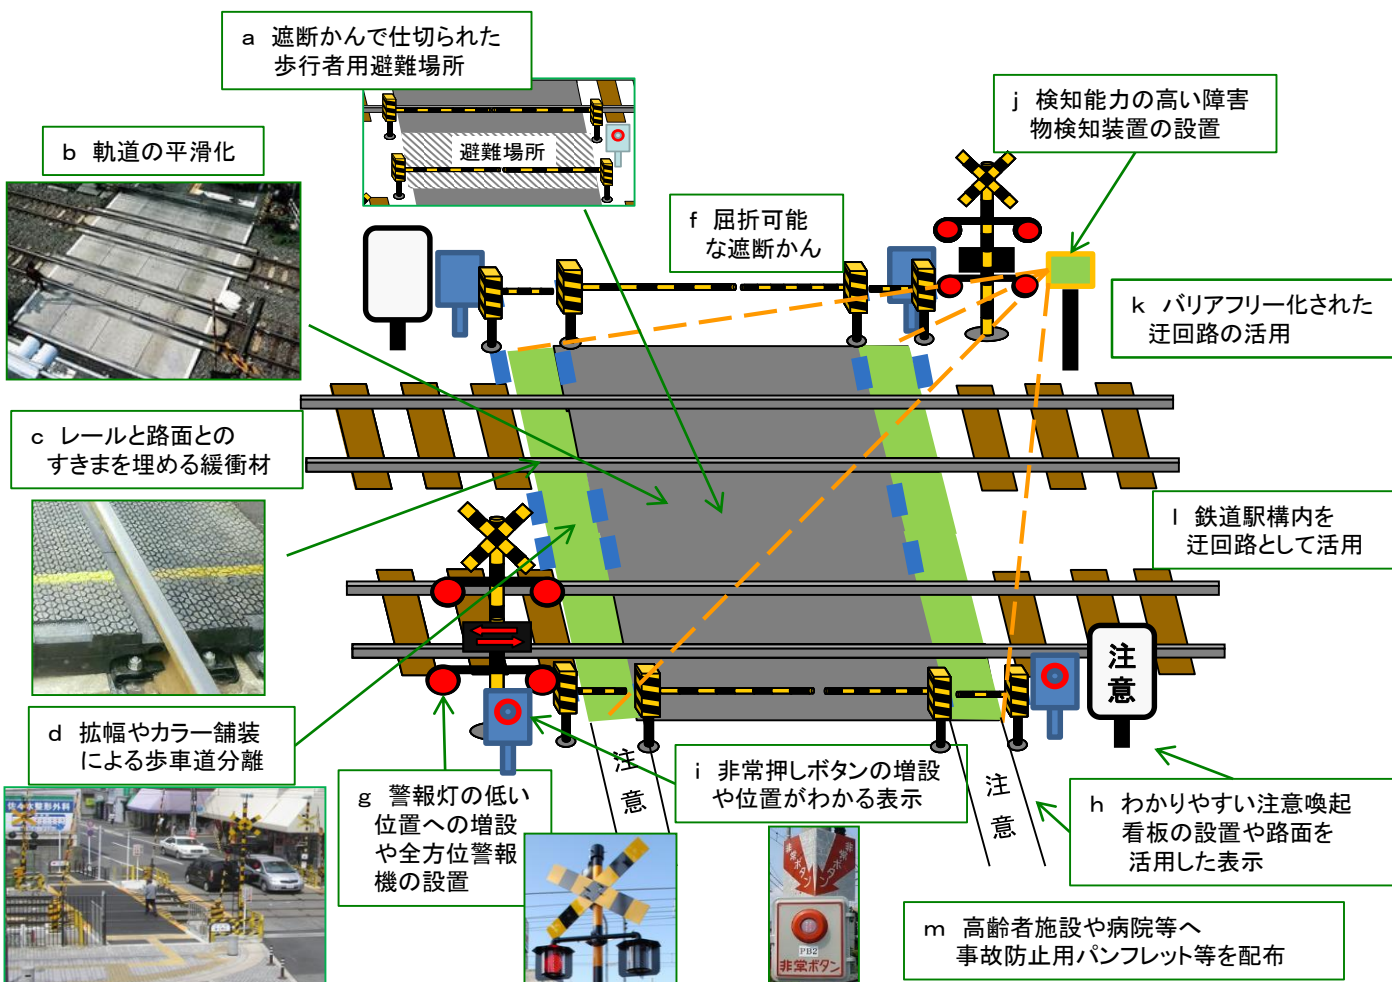 a 遮断かんで仕切られた
歩行者用避難場所
避難場所
b 軌道の平滑化
c レールと路面との
すきまを埋める緩衝材
d 拡幅やカラー舗装
による歩車道分離
f 屈折可能
な遮断かん
g 警報灯の低い
位置への増設
や全方位警報
機の設置
h わかりやすい注意喚起
看板の設置や路面を
活用した表示
i 非常押しボタンの増設
や位置がわかる表示
j 検知能力の高い障害
物検知装置の設置
k バリアフリー化された
迂回路の活用
l 鉄道駅構内を
迂回路として活用
m 高齢者施設や病院等へ
事故防止用パンフレット等を配布
注意
注意
注意
非常ボタン
非常ボタン
PB2
非常ボタン